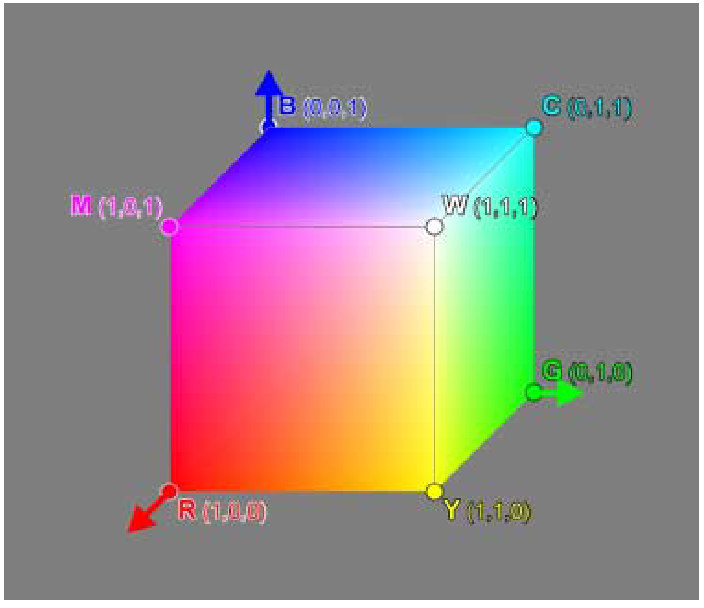 B (0,0,1)
C (0,1,1)
M (1,0,1)
W (1,1,1)
G (0,1,0)
R (1,0,0)
Y (1,1,0)